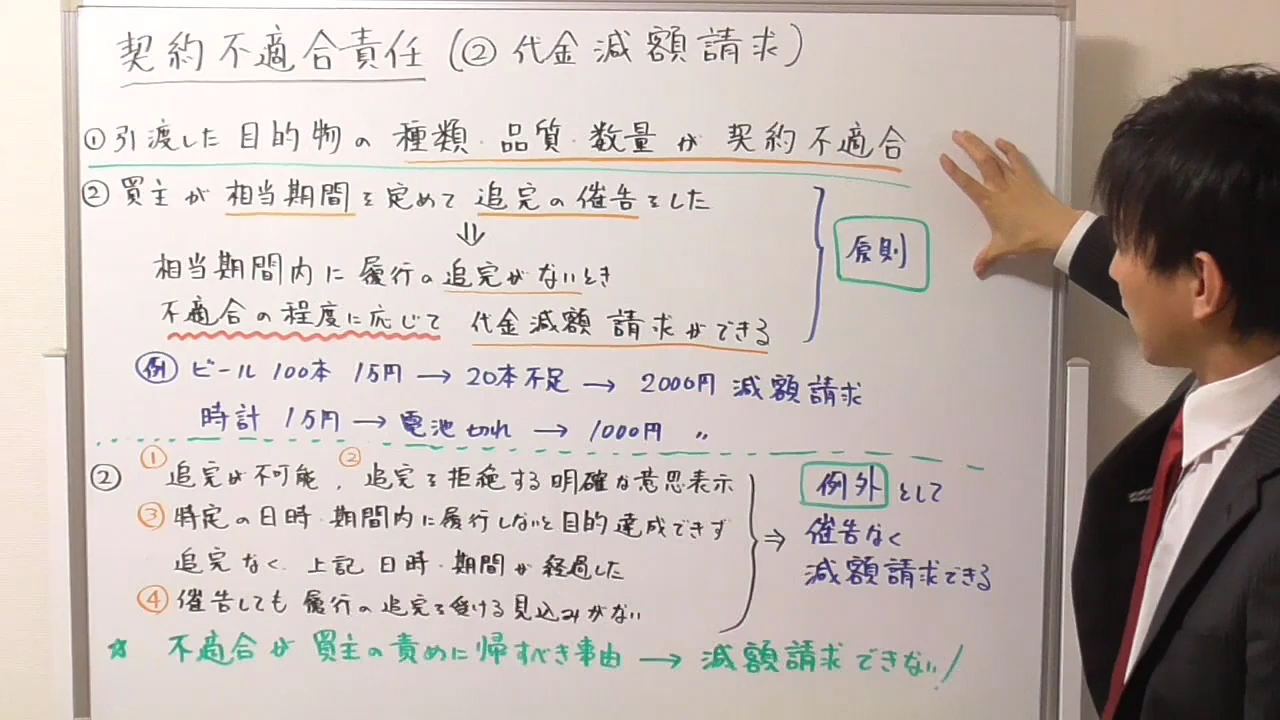 契約不適合責任(② 代金減額請求)
①引渡した目的物の種類・品質・数量が契約不適合
②買主が相当期間を定めて追完の催告をした
⇓
相当期間内に履行の追完がないとき
不適合の程度に応じて 代金減額請求ができる
原則
例 ビール100本 1万円→20本不足→2000円減額請求
時計 1万円→電池切れ→1000円 〃
② ①追完が不可能、②追完を拒絶する明確な意思表示
③特定の日時・期間内に履行しないと目的達成できず
追完なく、上記日時・期間が経過した
④催告しても履行の追完を受ける見込みがない
⇒ 例外として
催告なく
減額請求できる
☆ 不適合が買主の責めに帰すべき事由→減額請求できない!